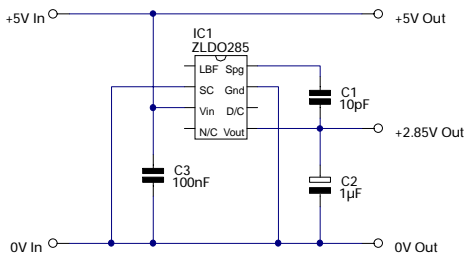 +5V In
+5V Out
IC1
ZLDO285
LBF Spg
SC Gnd
Vin D/C
N/C Vout
C1
10pF
+2.85V Out
C3
100nF
C2
1µF
0V In
0V Out